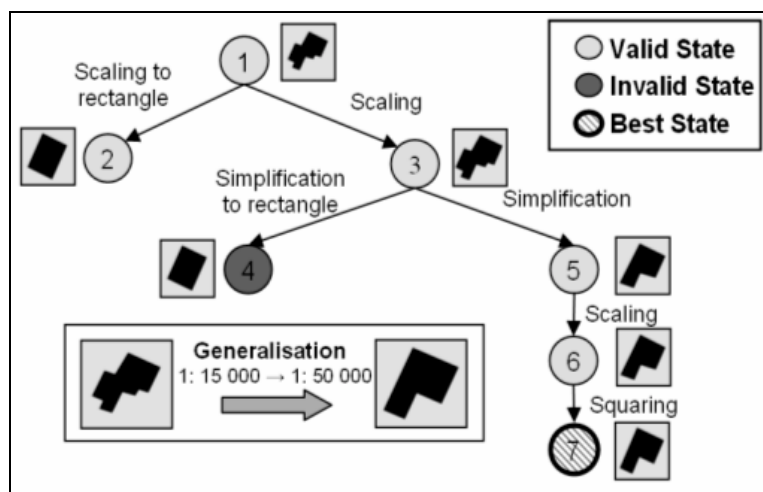 1
Scaling to
rectangle
Scaling
Valid State
Invalid State
Best State
2
3
Simplification
to rectangle
Simplification
4
5
Scaling
Generalisation
1: 15 000 → 1: 50 000
6
Squaring
7